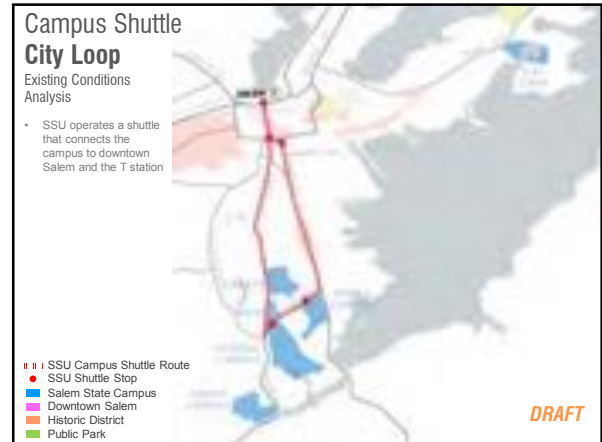 Campus Shuttle
City Loop
Existing Conditions
Analysis
• SSU operates a shuttle
that connects the
campus to downtown
Salem and the T station
SSU Campus Shuttle Route
SSU Shuttle Stop
Salem State Campus
Downtown Salem
Historic District
Public Park
DRAFT